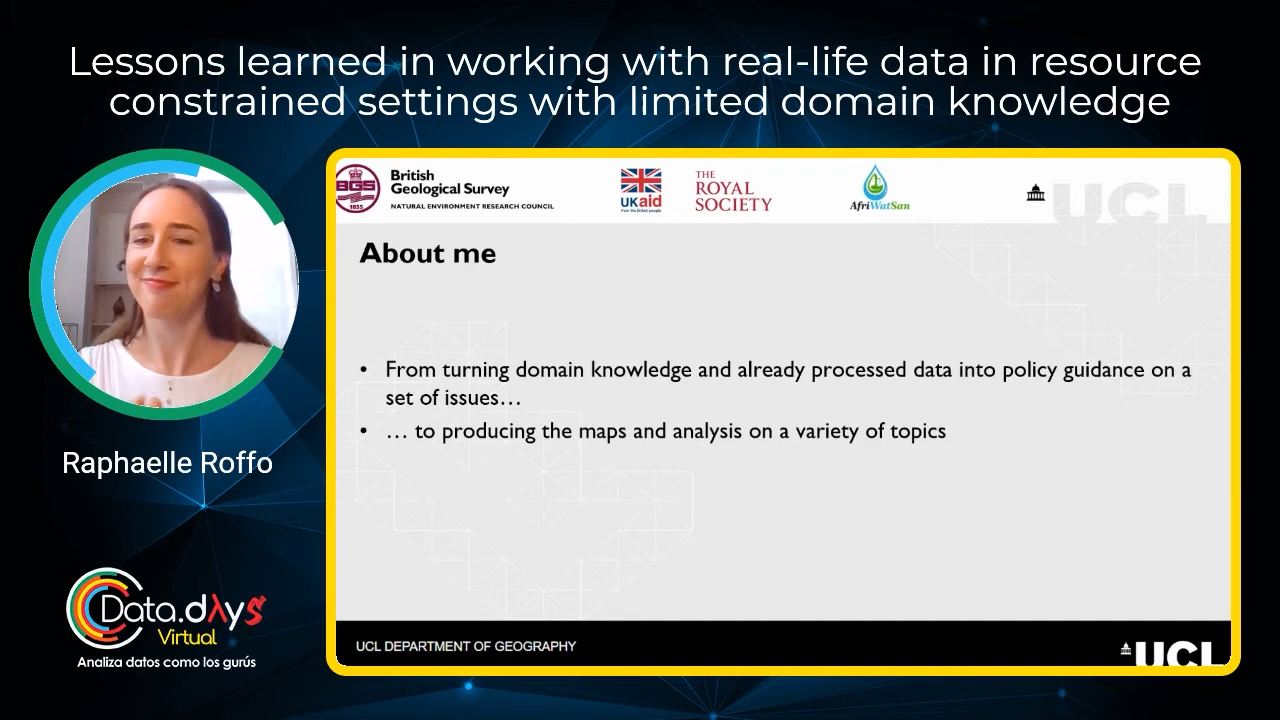 Lessons learned in working with real-life data in resource
constrained settings with limited domain knowledge
BGS
1835
British
Geological Survey
NATURAL ENVIRONMENT RESEARCH COUNCIL
UKaid
from the British people
THE
ROYAL
SOCIETY
AfriWatSan
UCL
About me
• From turning domain knowledge and already processed data into policy guidance on a
set of issues…
• … to producing the maps and analysis on a variety of topics
UCL DEPARTMENT OF GEOGRAPHY
UCL
Raphaelle Roffo
Data.dAys
Virtual
Analiza datos como los gurús